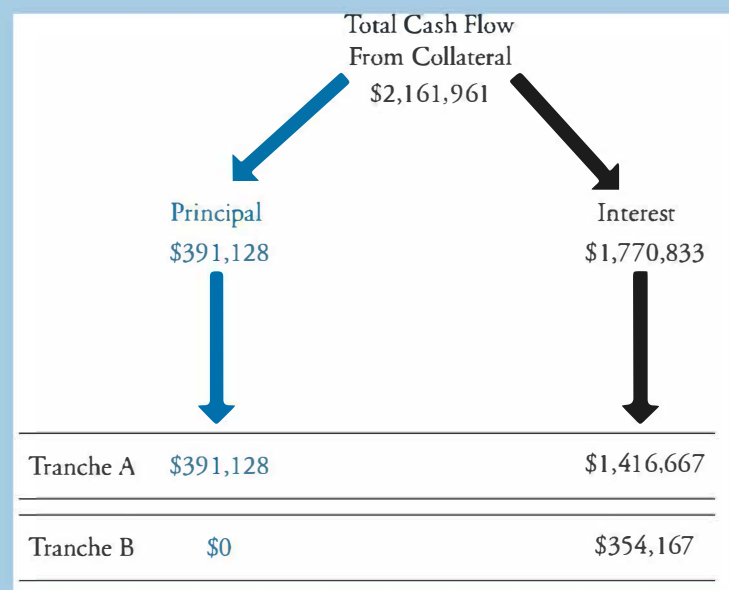 Total Cash Flow
From Collateral
$2,161,961
Principal
$391,128
Interest
$1,770,833
Tranche A $391,128 $1,416,667
Tranche B $0 $354,167